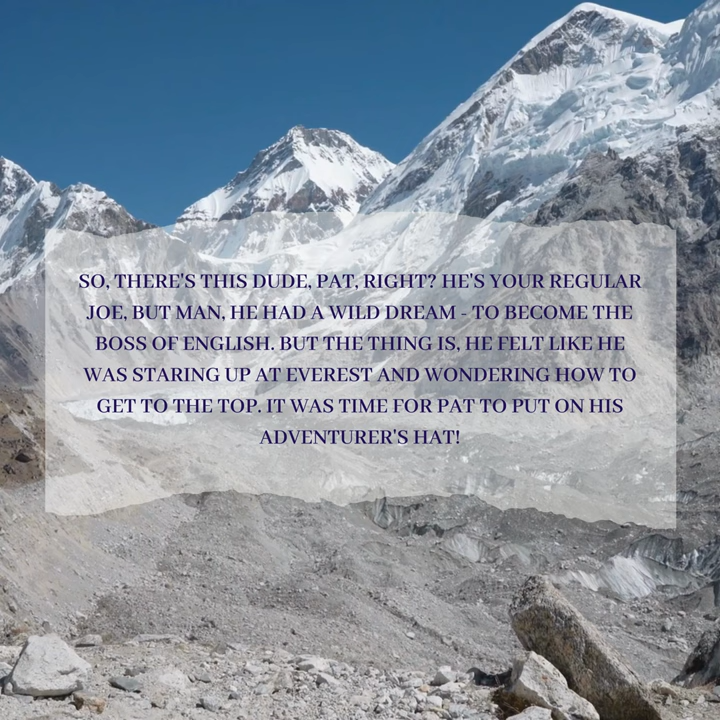 SO, THERE'S THIS DUDE, PAT, RIGHT? HE'S YOUR REGULAR
JOE, BUT MAN, HE HAD A WILD DREAM - TO BECOME THE
BOSS OF ENGLISH. BUT THE THING IS, HE FELT LIKE HE
WAS STARING UP AT EVEREST AND WONDERING HOW TO
GET TO THE TOP. IT WAS TIME FOR PAT TO PUT ON HIS
ADVENTURER'S HAT!